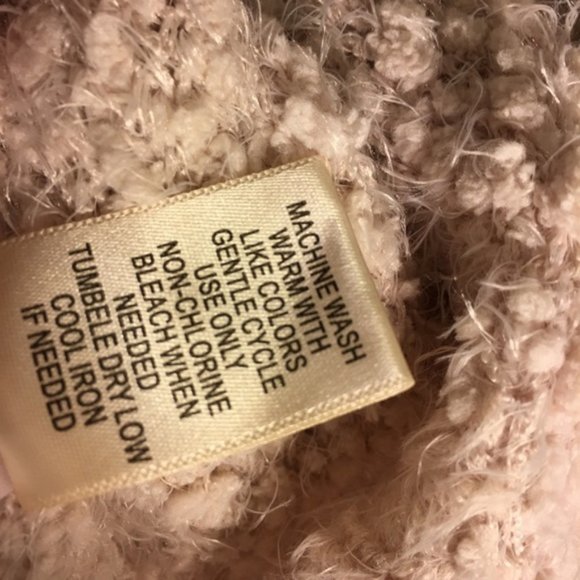 MACHINE WASH
WARM WITH
LIKE COLORS
GENTLE CYCLE
USE ONLY
NON-CHLORINE
BLEACH WHEN
NEEDED
TUMBELE DRY LOW
COOL IRON
IF NEEDED